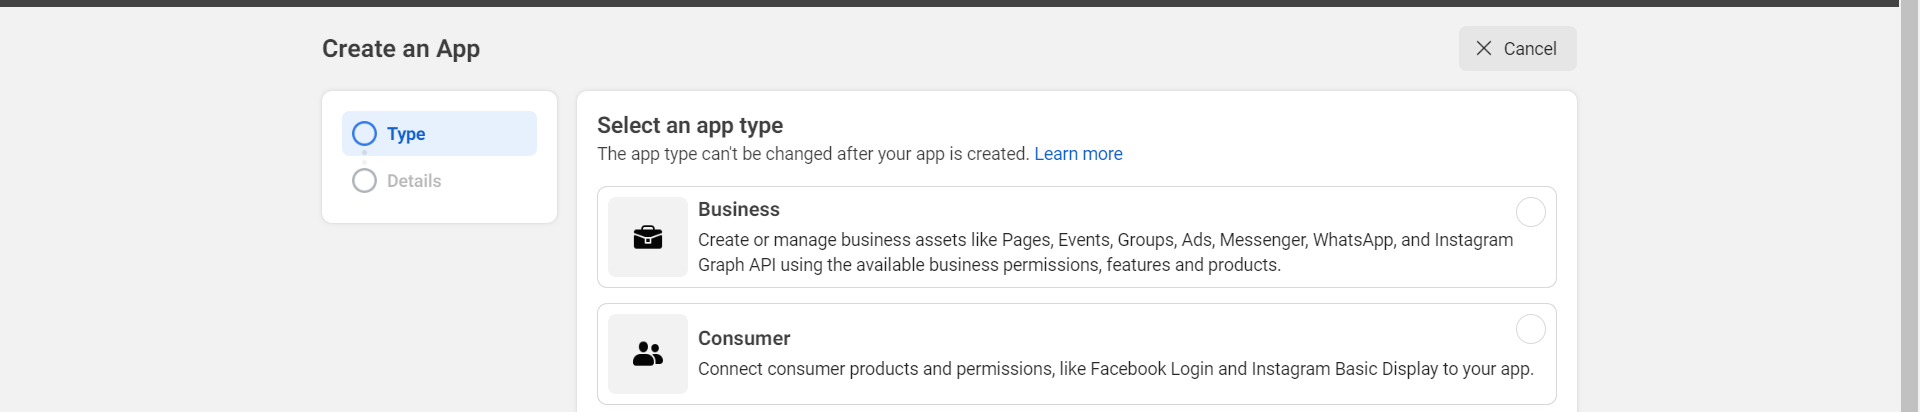 Create an App
Cancel
Type
Details
Select an app type
The app type can't be changed after your app is created. Learn more
Business
Create or manage business assets like Pages, Events, Groups, Ads, Messenger, WhatsApp, and Instagram
Graph API using the available business permissions, features and products.
Consumer
Connect consumer products and permissions, like Facebook Login and Instagram Basic Display to your app.